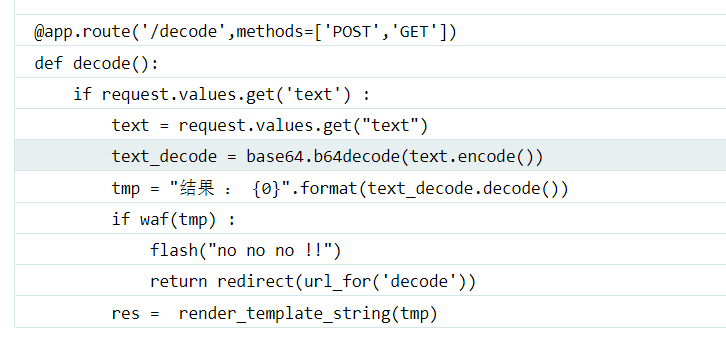 @app.route('/decode',methods=['POST','GET'])
def decode():
    if request.values.get('text') :
        text = request.values.get("text")
        text_decode = base64.b64decode(text.encode())
        tmp = "结果 ： {0}".format(text_decode.decode())
        if waf(tmp) :
            flash("no no no !!")
            return redirect(url_for('decode'))
        res =  render_template_string(tmp)